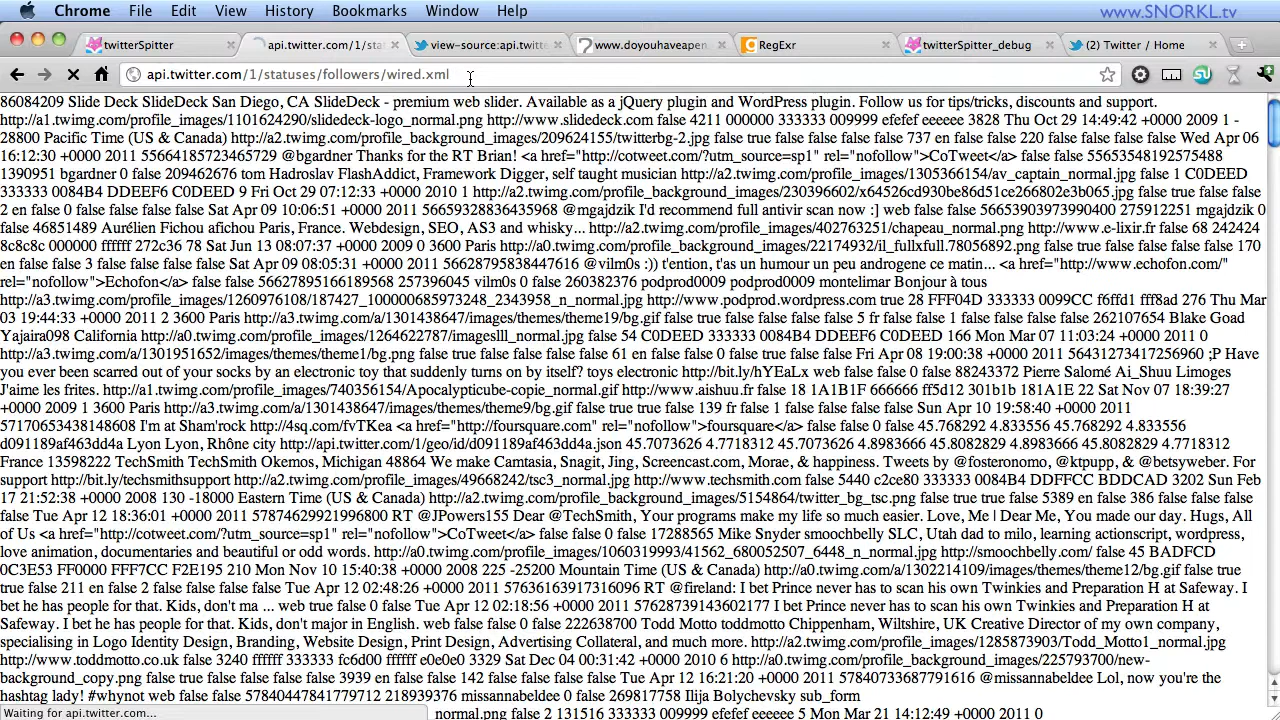 Chrome File Edit View History Bookmarks Window Help
www.SNORKL.tv
twitterSpitter api.twitter.com/1/sta view-source:api.twitte www.doyouhaveapen RegExr twitterSpitter_debug (2) Twitter / Home
api.twitter.com/1/statuses/followers/wired.xml
86084209 Slide Deck SlideDeck San Diego, CA SlideDeck - premium web slider. Available as a jQuery plugin and WordPress plugin. Follow us for tips/tricks, discounts and support.
http://a1.twimg.com/profile_images/1101624290/slidedeck-logo_normal.png http://www.slidedeck.com false 4211 000000 333333 009999 efefef eeeeee 3828 Thu Oct 29 14:49:42 +0000 2009 1 -
28800 Pacific Time (US & Canada) http://a2.twimg.com/profile_background_images/209624155/twitterbg-2.jpg false true false false false 737 en false false 220 false false false false Wed Apr 06
16:12:30 +0000 2011 55664185723465729 @bgardner Thanks for the RT Brian! <a href="http://cotweet.com/?utm_source=sp1" rel="nofollow">CoTweet</a> false false 55653548192575488
1390951 bgardner 0 false 209462676 tom Hadroslav FlashAddict, Framework Digger, self taught musician http://a2.twimg.com/profile_images/1305366154/av_captain_normal.jpg false 1 C0DEED
333333 0084B4 DDEEF6 C0DEED 9 Fri Oct 29 07:12:33 +0000 2010 1 http://a2.twimg.com/profile_background_images/230396602/x64526cd930be86d51ce266802e3b065.jpg false true false false
2 en false 0 false false false false Sat Apr 09 10:06:51 +0000 2011 56659328836435968 @mgajdzik I'd recommend full antivir scan now :] web false false 56653903973990400 275912251 mgajdzik 0
false 46851489 Aurélien Fichou afichou Paris, France. Webdesign, SEO, AS3 and whisky... http://a2.twimg.com/profile_images/402763251/chapeau_normal.png http://www.e-lixir.fr false 68 242424
8c8c8c 000000 ffffff 272c36 78 Sat Jun 13 08:07:37 +0000 2009 0 3600 Paris http://a0.twimg.com/profile_background_images/22174932/il_fullxfull.78056892.png false true false false false 170
en false false 3 false false false false Sat Apr 09 08:05:31 +0000 2011 56628795838447616 @vilm0s :)) t'ention, t'as un humour un peu androgene ce matin... <a href="http://www.echofon.com/"
rel="nofollow">Echofon</a> false false 56627895166189568 257396045 vilm0s 0 false 260382376 podprod0009 podprod0009 montelimar Bonjour à tous
http://a3.twimg.com/profile_images/1260976108/187427_100000685973248_2343958_n_normal.jpg http://www.podprod.wordpress.com true 28 FFF04D 333333 0099CC f6ffd1 fff8ad 276 Thu Mar
03 19:44:33 +0000 2011 2 3600 Paris http://a3.twimg.com/a/1301438647/images/themes/theme19/bg.gif false true false false false 5 fr false false 1 false false false false 262107654 Blake Goad
Yajaira098 California http://a0.twimg.com/profile_images/1264622787/imageslll_normal.jpg false 54 C0DEED 333333 0084B4 DDEEF6 C0DEED 166 Mon Mar 07 11:03:24 +0000 2011 0
http://a3.twimg.com/a/1301951652/images/themes/theme1/bg.png false true false false false false 61 en false false 0 false true false false Fri Apr 08 19:00:38 +0000 2011 56431273417256960 ;P Have
you ever been scarred out of your socks by an electronic toy that suddenly turns on by itself? toys electronic http://bit.ly/hYEaLx web false false 0 false 88243372 Pierre Salomé Ai_Shuu Limoges
J'aime les frites. http://a1.twimg.com/profile_images/740356154/Apocalypticube-copie_normal.gif http://www.aishuu.fr false 18 1A1B1F 666666 ff5d12 301b1b 181A1E 22 Sat Nov 07 18:39:27
+0000 2009 1 3600 Paris http://a3.twimg.com/a/1301438647/images/themes/theme9/bg.gif false true true false 139 fr false 1 false false false false Sun Apr 10 19:58:40 +0000 2011
57170653438148608 I'm at Sham'rock http://4sq.com/fvTKea <a href="http://foursquare.com" rel="nofollow">foursquare</a> false false 0 false 45.768292 4.833556 45.768292 4.833556
d091189af463dd4a Lyon Lyon, Rhône city http://api.twitter.com/1/geo/id/d091189af463dd4a.json 45.7073626 4.7718312 45.7073626 4.8983966 45.8082829 4.8983966 45.8082829 4.7718312
France 13598222 TechSmith TechSmith Okemos, Michigan 48864 We make Camtasia, Snagit, Jing, Screencast.com, Morae, & happiness. Tweets by @fosteronomo, @ktpupp, & @betsyweber. For
support http://bit.ly/techsmithsupport http://a2.twimg.com/profile_images/49668242/tsc3_normal.jpg http://www.techsmith.com false 5440 c2ce80 333333 0084B4 DDFFCC BDDCAD 3202 Sun Feb
17 21:52:38 +0000 2008 130 -18000 Eastern Time (US & Canada) http://a2.twimg.com/profile_background_images/5154864/twitter_bg_tsc.png false true true false 5389 en false 386 false false false
false Tue Apr 12 18:36:01 +0000 2011 57874629921996800 RT @JPowers155 Dear @TechSmith, Your programs make my life so much easier. Love, Me | Dear Me, You made our day. Hugs, All
of Us <a href="http://cotweet.com/?utm_source=sp1" rel="nofollow">CoTweet</a> false false 0 false 17288565 Mike Snyder smoochbelly SLC, Utah dad to milo, learning actionscript, wordpress,
love animation, documentaries and beautiful or odd words. http://a0.twimg.com/profile_images/1060319993/41562_680052507_6448_n_normal.jpg http://smoochbelly.com/ false 45 BADFCD
0C3E53 FF0000 FFF7CC F2E195 210 Mon Nov 10 15:40:38 +0000 2008 225 -25200 Mountain Time (US & Canada) http://a0.twimg.com/a/1302214109/images/themes/theme12/bg.gif false true
true false 211 en false 2 false false false false Tue Apr 12 02:48:26 +0000 2011 57636163917316096 RT @fireland: I bet Prince never has to scan his own Twinkies and Preparation H at Safeway. I
bet he has people for that. Kids, don't ma ... web true false 0 false Tue Apr 12 02:18:56 +0000 2011 57628739143602177 I bet Prince never has to scan his own Twinkies and Preparation H at
Safeway. I bet he has people for that. Kids, don't major in English. web false false 0 false 222638700 Todd Motto toddmotto Chippenham, Wiltshire, UK Creative Director of my own company,
specialising in Logo Identity Design, Branding, Website Design, Print Design, Advertising Collateral, and much more. http://a2.twimg.com/profile_images/1285873903/Todd_Motto1_normal.jpg
http://www.toddmotto.co.uk false 3240 ffffff 333333 fc6d00 ffffff e0e0e0 3329 Sat Dec 04 00:31:42 +0000 2010 6 http://a0.twimg.com/profile_background_images/225793700/new-
background_copy.png false true false false false 3939 en false false 142 false false false false Tue Apr 12 16:21:20 +0000 2011 57840733687791616 @missannabeldee Lol, now you're the
hashtag lady! #whynot web false false 57840447841779712 218939376 missannabeldee 0 false 269817758 Ilija Bolychevsky sub_form
Waiting for api.twitter.com... normal.png false 2 131516 333333 009999 efefef eeeeee 5 Mon Mar 21 14:12:49 +0000 2011 0